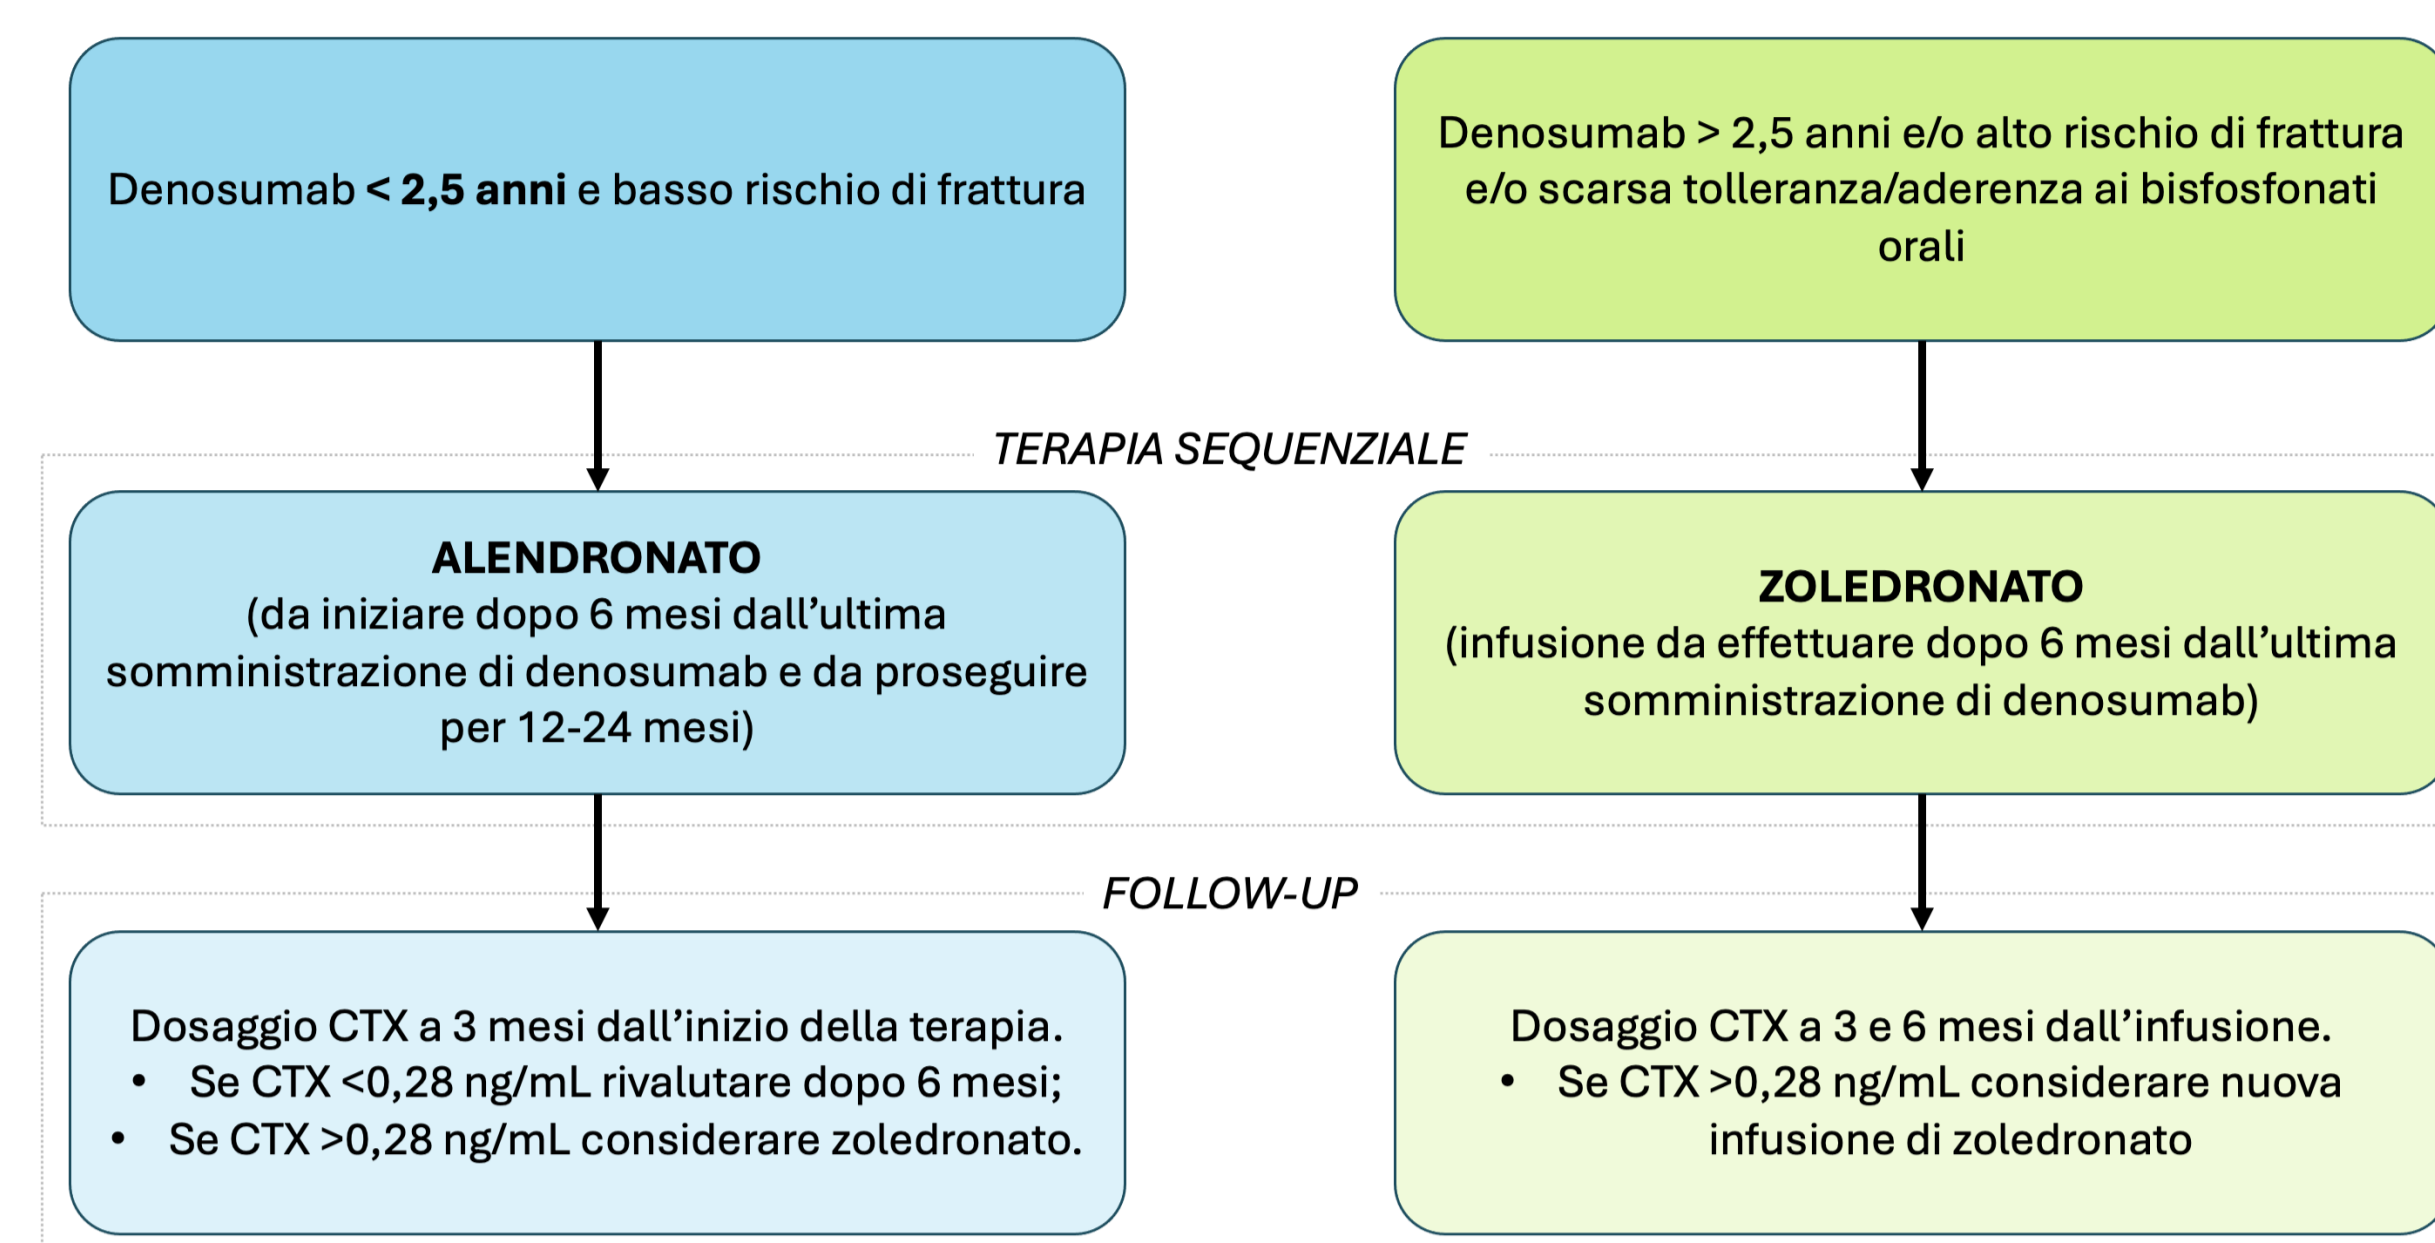 Denosumab < 2,5 anni e basso rischio di frattura
Denosumab > 2,5 anni e/o alto rischio di frattura
e/o scarsa tolleranza/aderenza ai bisfosfonati
orali
TERAPIA SEQUENZIALE
ALENDRONATO
(da iniziare dopo 6 mesi dall’ultima
somministrazione di denosumab e da proseguire
per 12-24 mesi)
ZOLEDRONATO
(infusione da effettuare dopo 6 mesi dall’ultima
somministrazione di denosumab)
FOLLOW-UP
Dosaggio CTX a 3 mesi dall’inizio della terapia.
• Se CTX <0,28 ng/mL rivalutare dopo 6 mesi;
• Se CTX >0,28 ng/mL considerare zoledronato.
Dosaggio CTX a 3 e 6 mesi dall’infusione.
• Se CTX >0,28 ng/mL considerare nuova
infusione di zoledronato